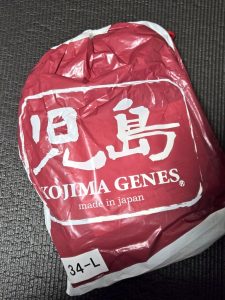 児島
KOJIMA GENES®
made in japan
34-L